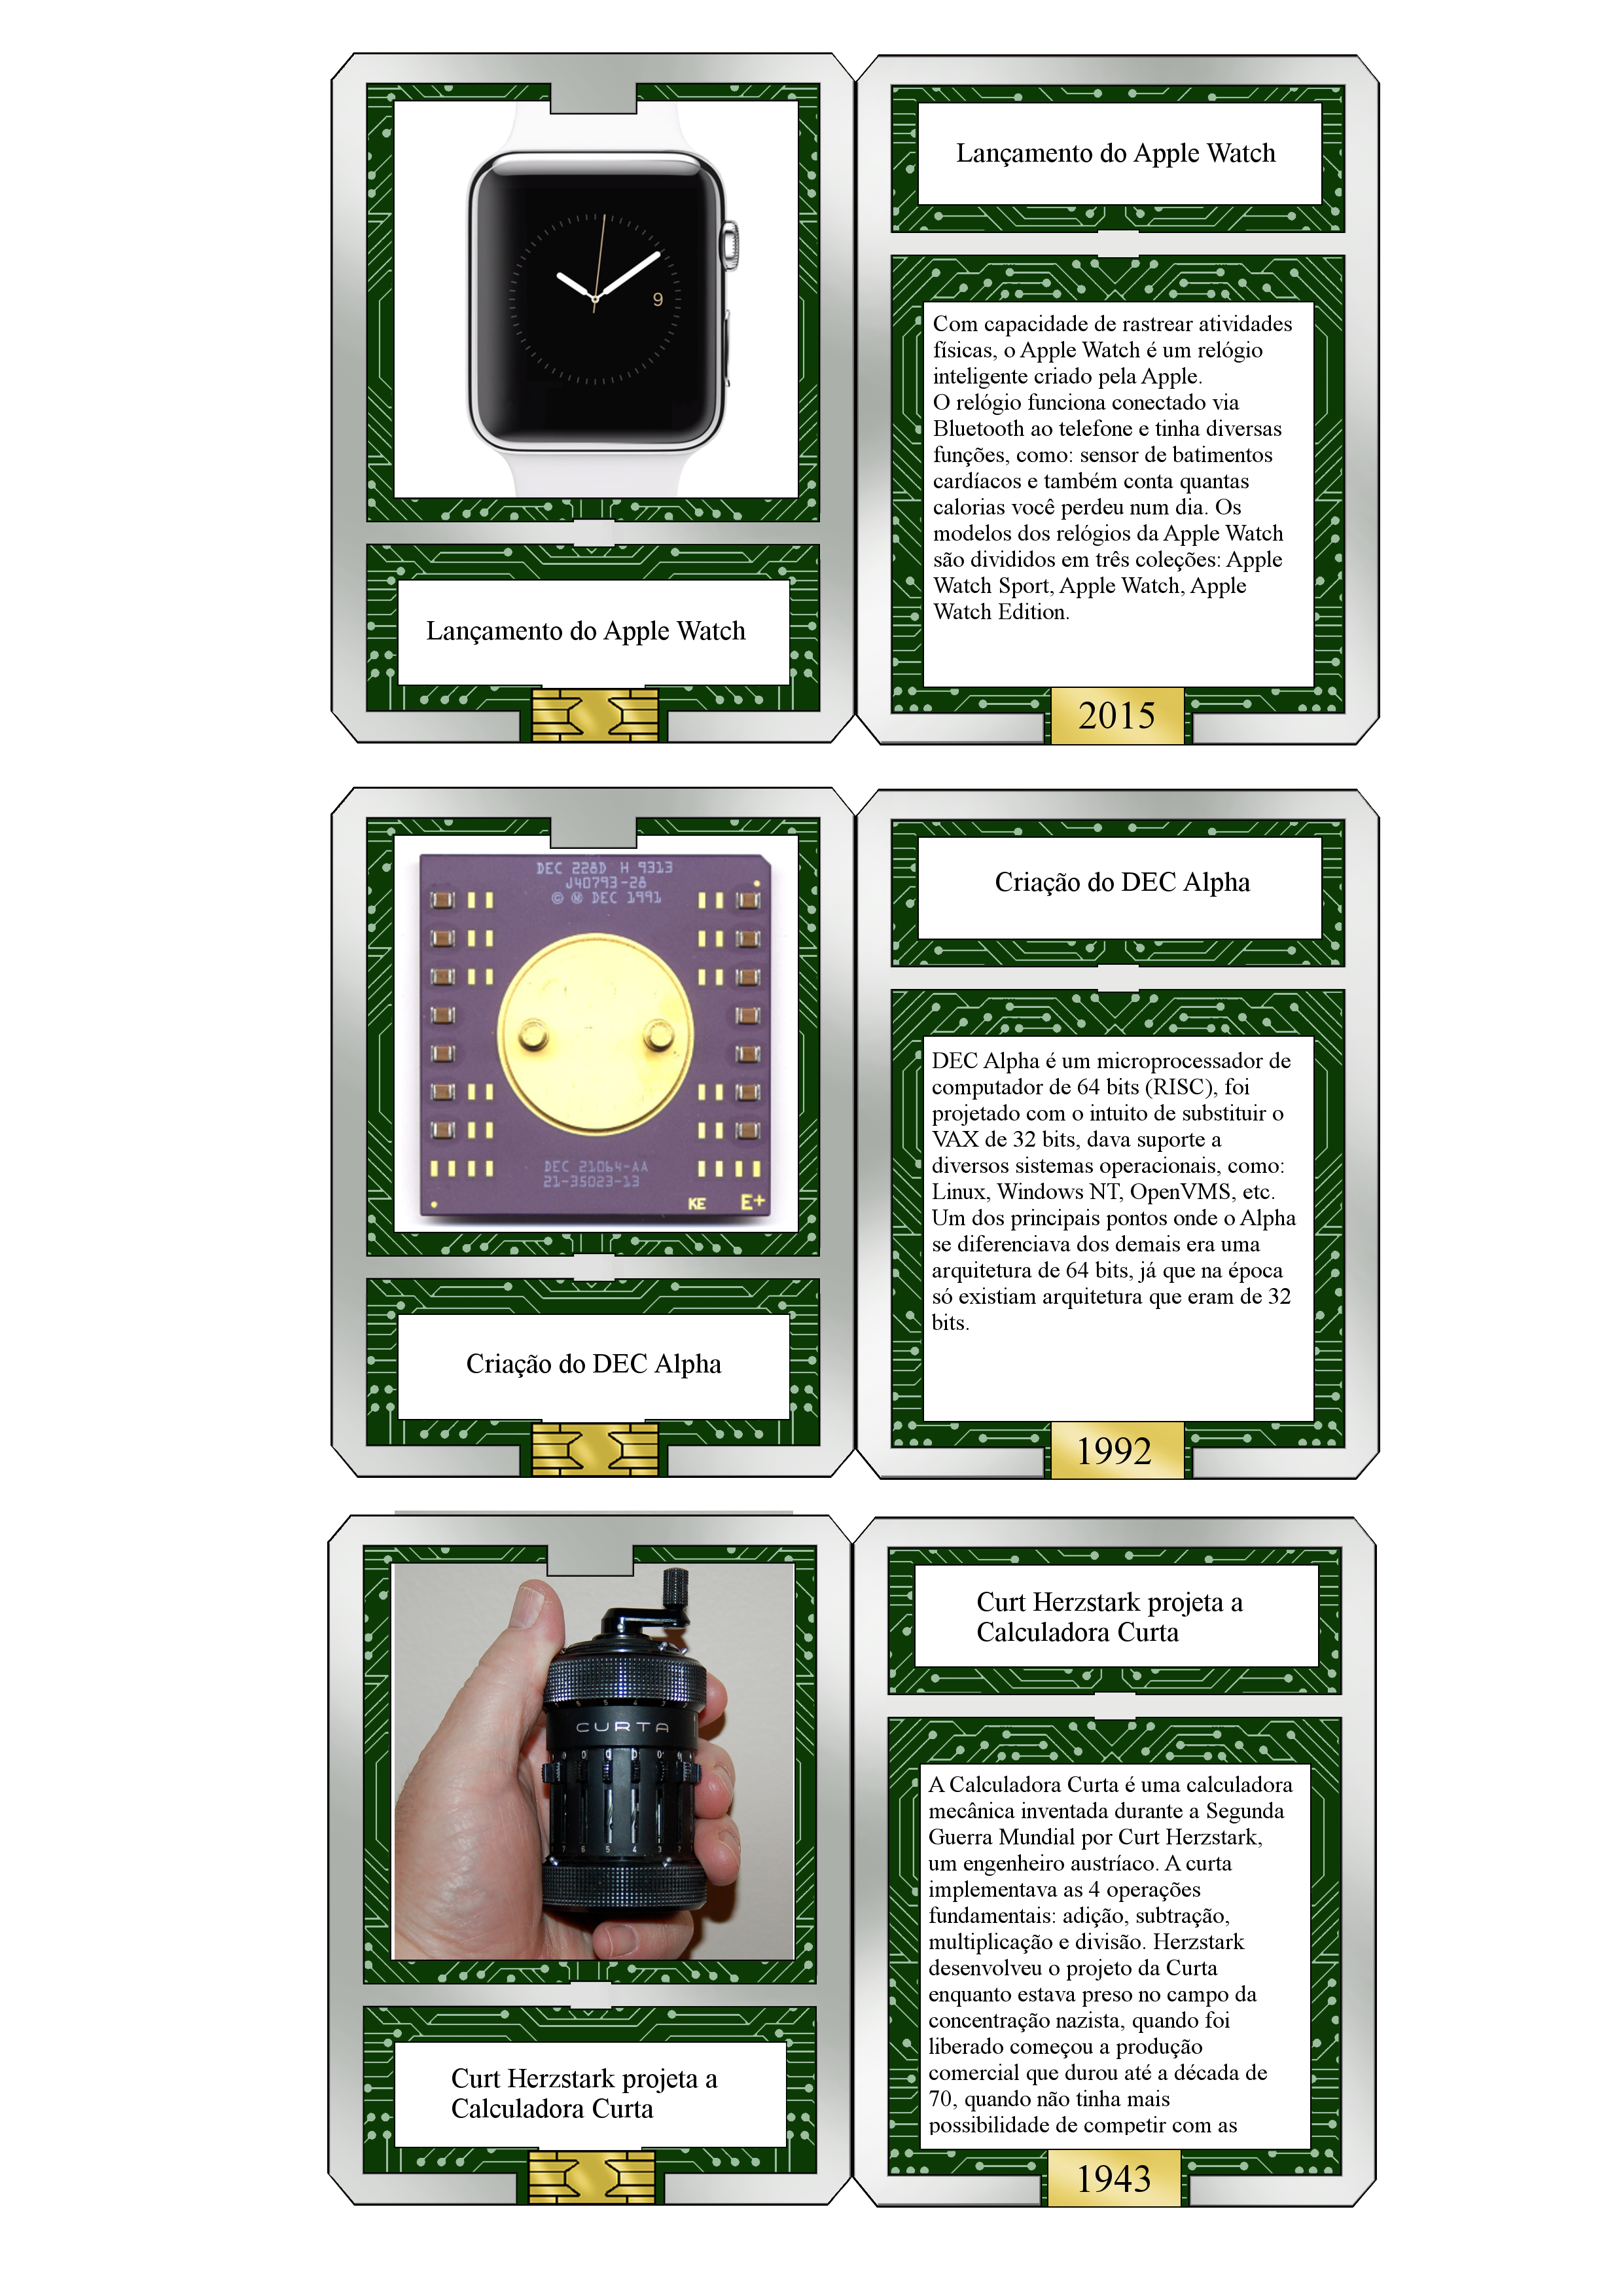 Lançamento do Apple Watch
9
Lançamento do Apple Watch
Com capacidade de rastrear atividades
físicas, o Apple Watch é um relógio
inteligente criado pela Apple.
O relógio funciona conectado via
Bluetooth ao telefone e tinha diversas
funções, como: sensor de batimentos
cardíacos e também conta quantas
calorias você perdeu num dia. Os
modelos dos relógios da Apple Watch
são divididos em três coleções: Apple
Watch Sport, Apple Watch, Apple
Watch Edition.
2015
DEC 228D H 9313
J40793-28
© Ⓜ DEC 1991
DEC 21064-AA
21-35023-13
KE E+
Criação do DEC Alpha
Criação do DEC Alpha
DEC Alpha é um microprocessador de
computador de 64 bits (RISC), foi
projetado com o intuito de substituir o
VAX de 32 bits, dava suporte a
diversos sistemas operacionais, como:
Linux, Windows NT, OpenVMS, etc.
Um dos principais pontos onde o Alpha
se diferenciava dos demais era uma
arquitetura de 64 bits, já que na época
só existiam arquitetura que eram de 32
bits.
1992
CURTA
Curt Herzstark projeta a
Calculadora Curta
Curt Herzstark projeta a
Calculadora Curta
A Calculadora Curta é uma calculadora
mecânica inventada durante a Segunda
Guerra Mundial por Curt Herzstark,
um engenheiro austríaco. A curta
implementava as 4 operações
fundamentais: adição, subtração,
multiplicação e divisão. Herzstark
desenvolveu o projeto da Curta
enquanto estava preso no campo da
concentração nazista, quando foi
liberado começou a produção
comercial que durou até a década de
70, quando não tinha mais
possibilidade de competir com as
1943